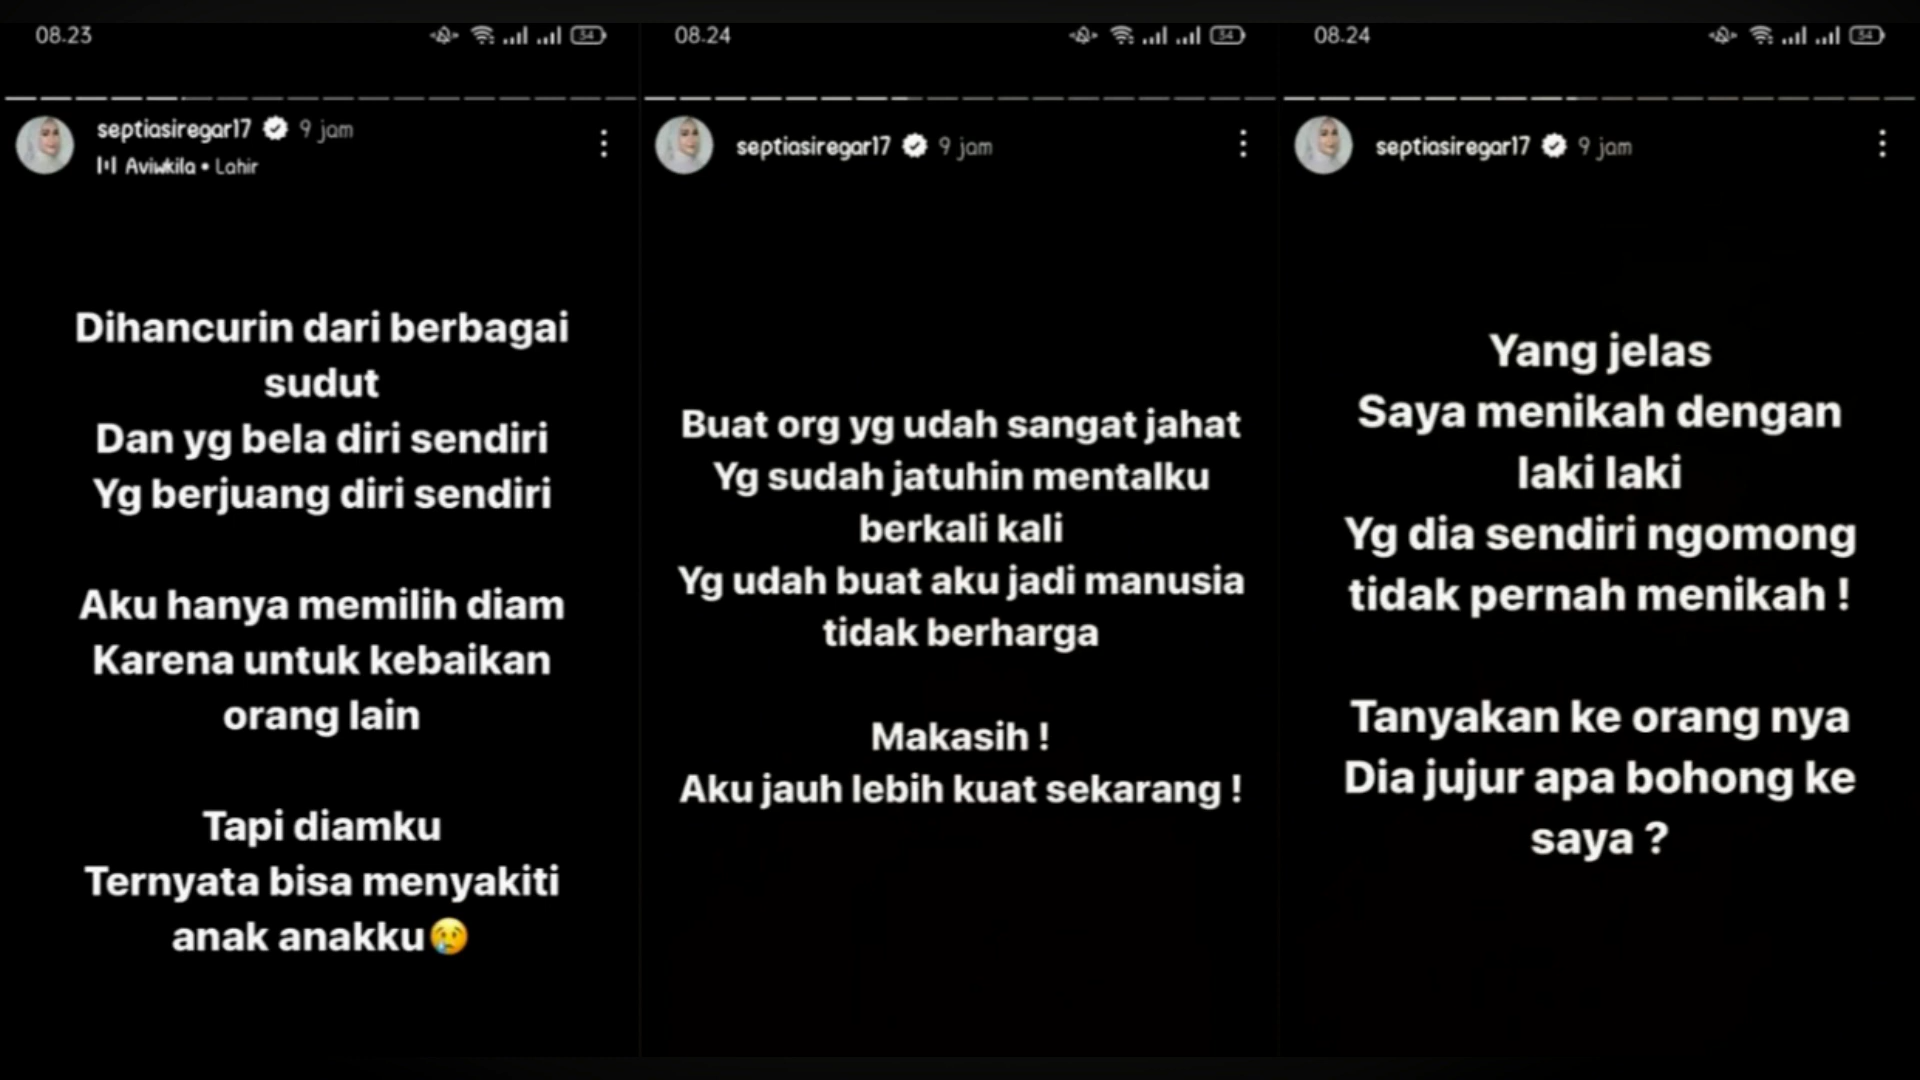 08.23
54
septiasiregar17 9 jam
Aviwkila • Lahir
Dihancurin dari berbagai
sudut
Dan yg bela diri sendiri
Yg berjuang diri sendiri
Aku hanya memilih diam
Karena untuk kebaikan
orang lain
Tapi diamku
Ternyata bisa menyakiti
anak anakku😢
08.24
54
septiasiregar17 9 jam
Buat org yg udah sangat jahat
Yg sudah jatuhin mentalku
berkali kali
Yg udah buat aku jadi manusia
tidak berharga
Makasih !
Aku jauh lebih kuat sekarang !
08.24
54
septiasiregar17 9 jam
Yang jelas
Saya menikah dengan
laki laki
Yg dia sendiri ngomong
tidak pernah menikah !
Tanyakan ke orang nya
Dia jujur apa bohong ke
saya ?